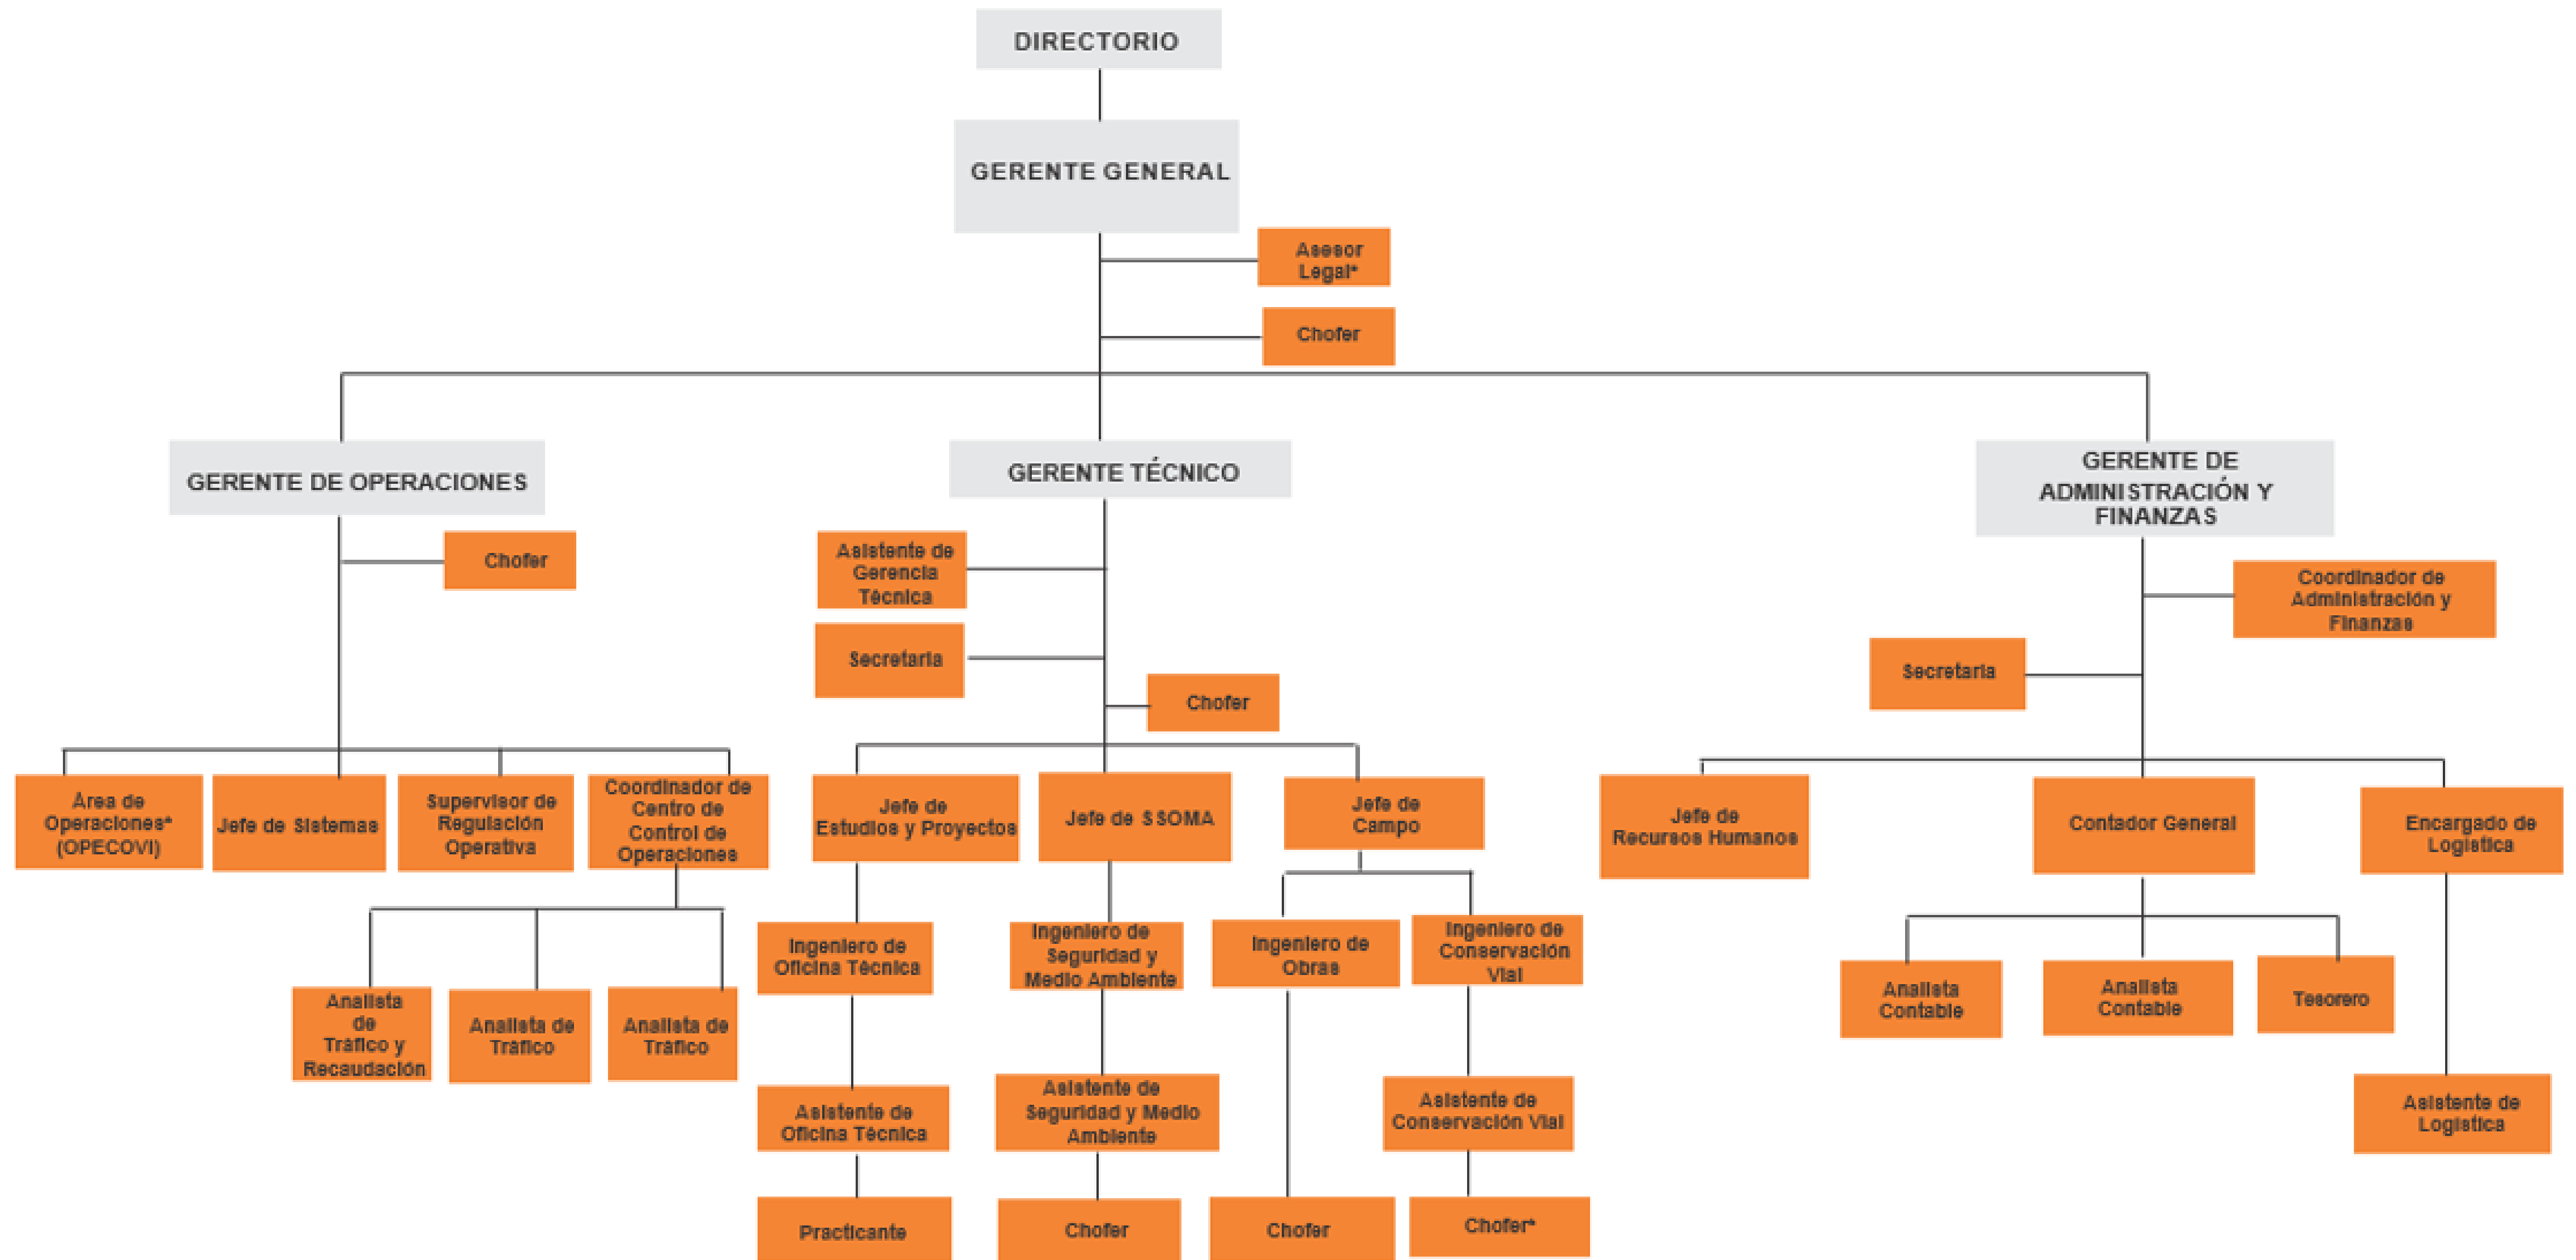 DIRECTORIO
GERENTE GENERAL
Asesor
Legal*
Chofer
GERENTE DE OPERACIONES
GERENTE TÉCNICO
GERENTE DE
ADMINISTRACIÓN Y
FINANZAS
Chofer
Asistente de
Gerencia
Técnica
Secretaria
Chofer
Coordinador de
Administración y
Finanzas
Secretaria
Área de
Operaciones*
(OPECOVI)
Jefe de Sistemas
Supervisor de
Regulación
Operativa
Coordinador de
Centro de
Control de
Operaciones
Jefe de
Estudios y Proyectos
Jefe de SSOMA
Jefe de
Campo
Jefe de
Recursos Humanos
Contador General
Encargado de
Logística
Analista
de
Tráfico y
Recaudación
Analista de
Tráfico
Analista de
Tráfico
Ingeniero de
Oficina Técnica
Ingeniero de
Seguridad y
Medio Ambiente
Ingeniero de
Obras
Ingeniero de
Conservación
Vial
Analista
Contable
Analista
Contable
Tesorero
Asistente de
Oficina Técnica
Asistente de
Seguridad y Medio
Ambiente
Asistente de
Conservación Vial
Asistente de
Logística
Practicante
Chofer
Chofer
Chofer*